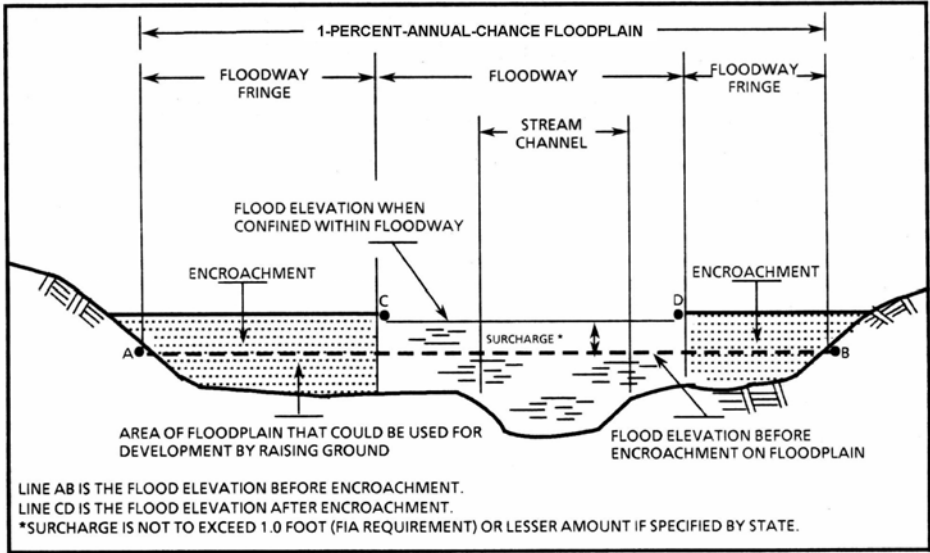 1-PERCENT-ANNUAL-CHANCE FLOODPLAIN
FLOODWAY
FRINGE
FLOODWAY
FLOODWAY
FRINGE
STREAM
CHANNEL
FLOOD ELEVATION WHEN
CONFINED WITHIN FLOODWAY
ENCROACHMENT
ENCROACHMENT
C
D
SURCHARGE *
A
B
AREA OF FLOODPLAIN THAT COULD BE USED FOR
DEVELOPMENT BY RAISING GROUND
FLOOD ELEVATION BEFORE
ENCROACHMENT ON FLOODPLAIN
LINE AB IS THE FLOOD ELEVATION BEFORE ENCROACHMENT.
LINE CD IS THE FLOOD ELEVATION AFTER ENCROACHMENT.
*SURCHARGE IS NOT TO EXCEED 1.0 FOOT (FIA REQUIREMENT) OR LESSER AMOUNT IF SPECIFIED BY STATE.